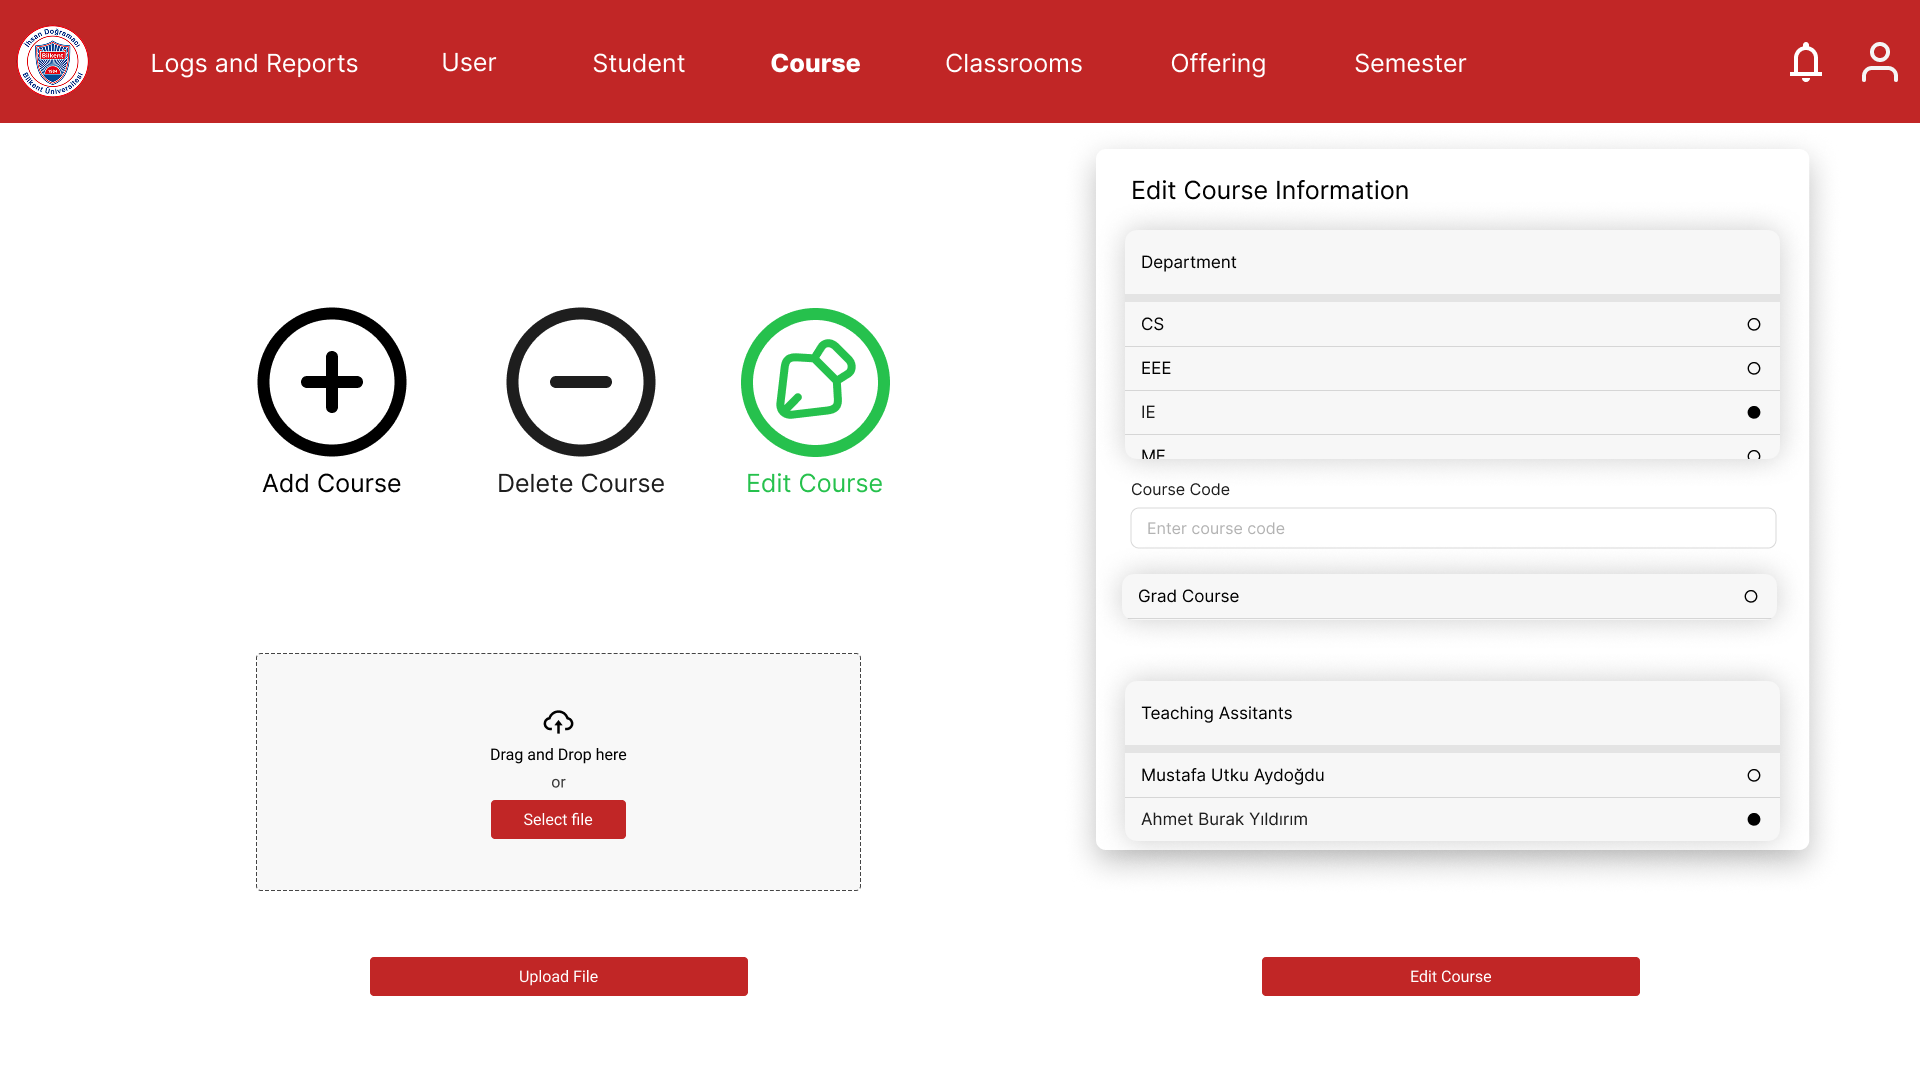 İhsan Doğramacı
Bilkent Üniversitesi
Logs and Reports
User
Student
Course
Classrooms
Offering
Semester
Add Course
Delete Course
Edit Course
Drag and Drop here
or
Select file
Upload File
Edit Course Information
Department
CS
EEE
IE
ME
Course Code
Enter course code
Grad Course
Teaching Assitants
Mustafa Utku Aydoğdu
Ahmet Burak Yıldırım
Edit Course